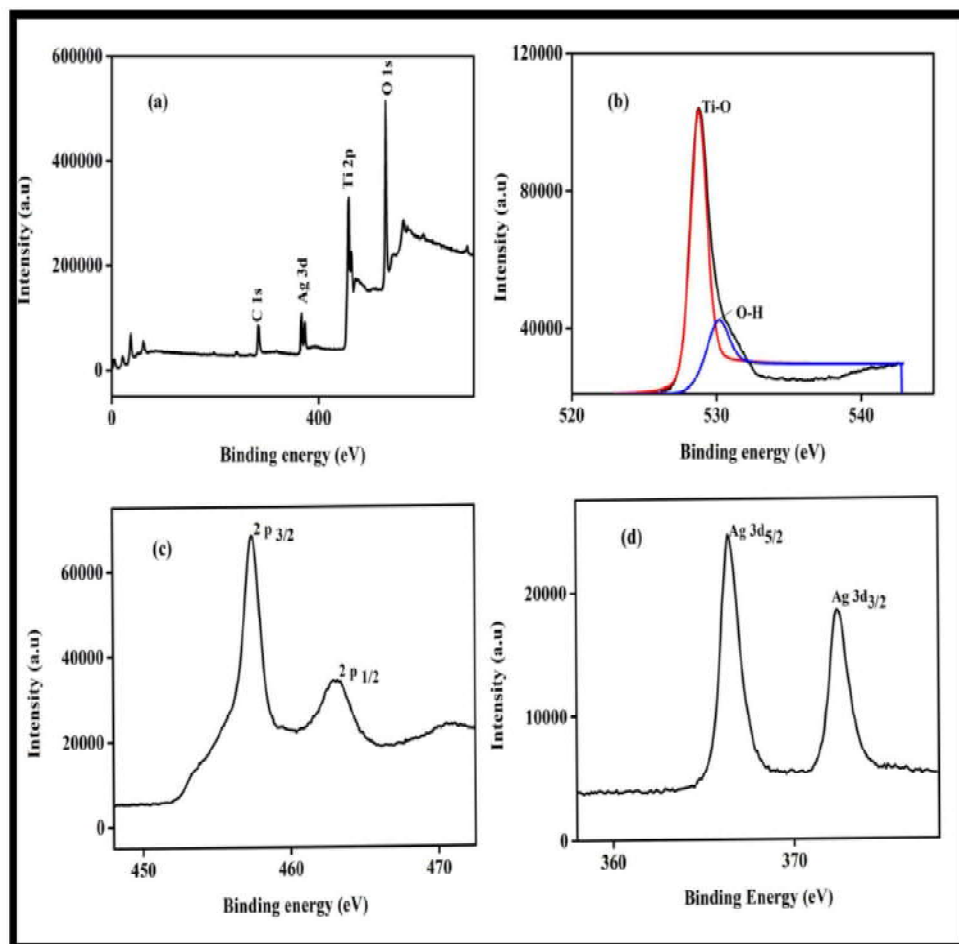 (a)
600000
400000
200000
0
0
400
Intensity (a.u)
Binding energy (eV)
C 1s
Ag 3d
Ti 2p
O 1s
(b)
120000
80000
40000
520
530
540
Intensity (a.u)
Binding energy (eV)
Ti-O
O-H
(c)
60000
40000
20000
0
450
460
470
Intensity (a.u)
Binding energy (eV)
2 p 3/2
2 p 1/2
(d)
20000
10000
0
360
370
Intensity (a.u)
Binding Energy (eV)
Ag 3d5/2
Ag 3d3/2